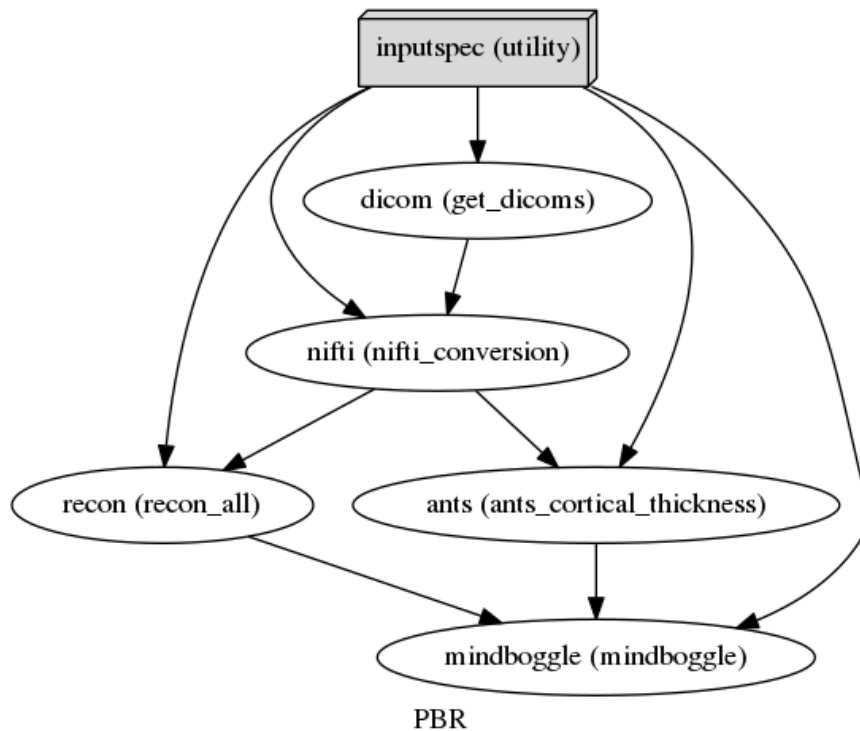 inputspec (utility)
dicom (get_dicoms)
nifti (nifti_conversion)
recon (recon_all)
ants (ants_cortical_thickness)
mindboggle (mindboggle)
PBR